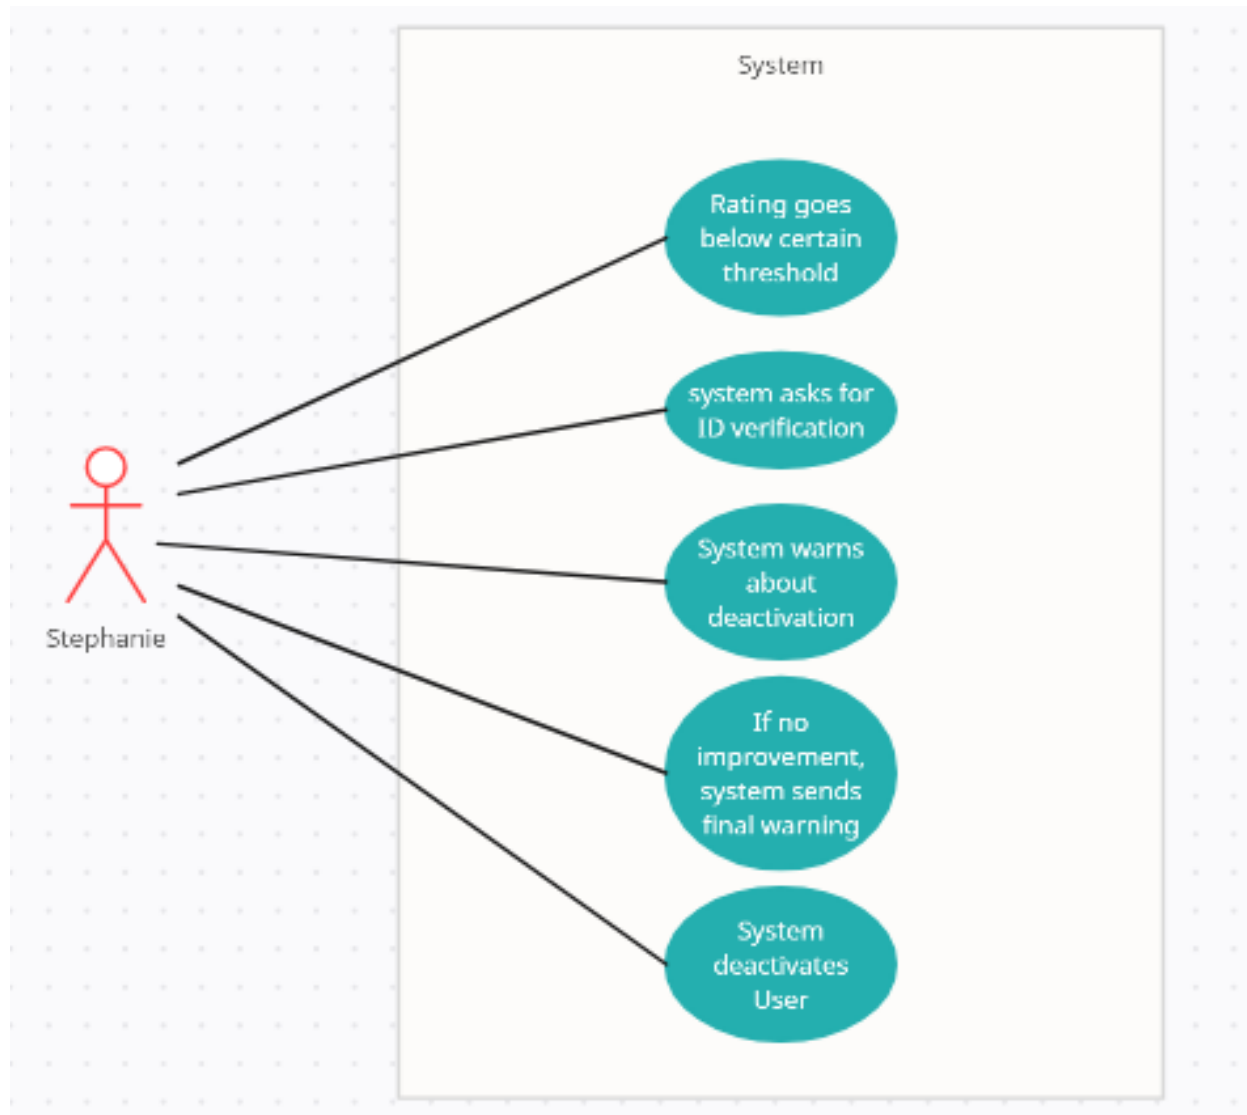 System
Rating goes
below certain
threshold
system asks for
ID verification
System warns
about
deactivation
Stephanie
If no
improvement,
system sends
final warning
System
deactivates
User